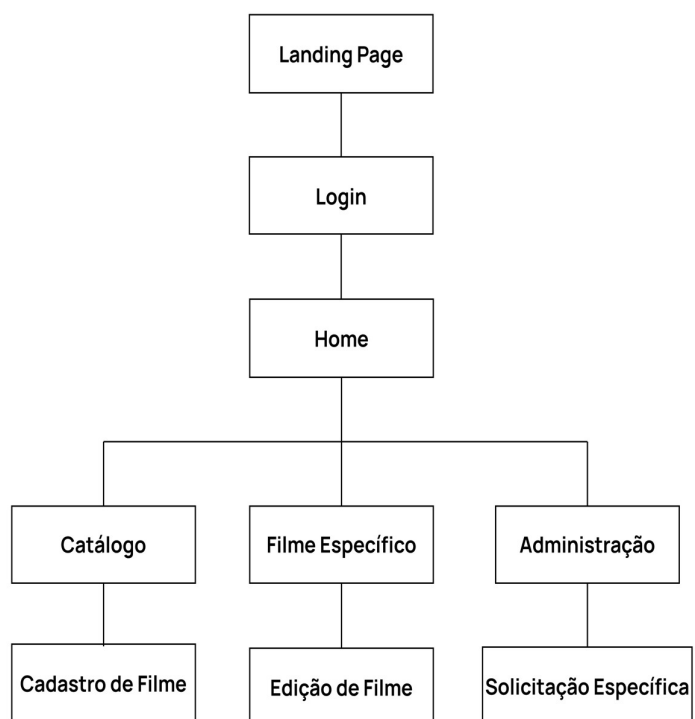 Landing Page
Login
Home
Catálogo
Filme Específico
Administração
Cadastro de Filme
Edição de Filme
Solicitação Específica